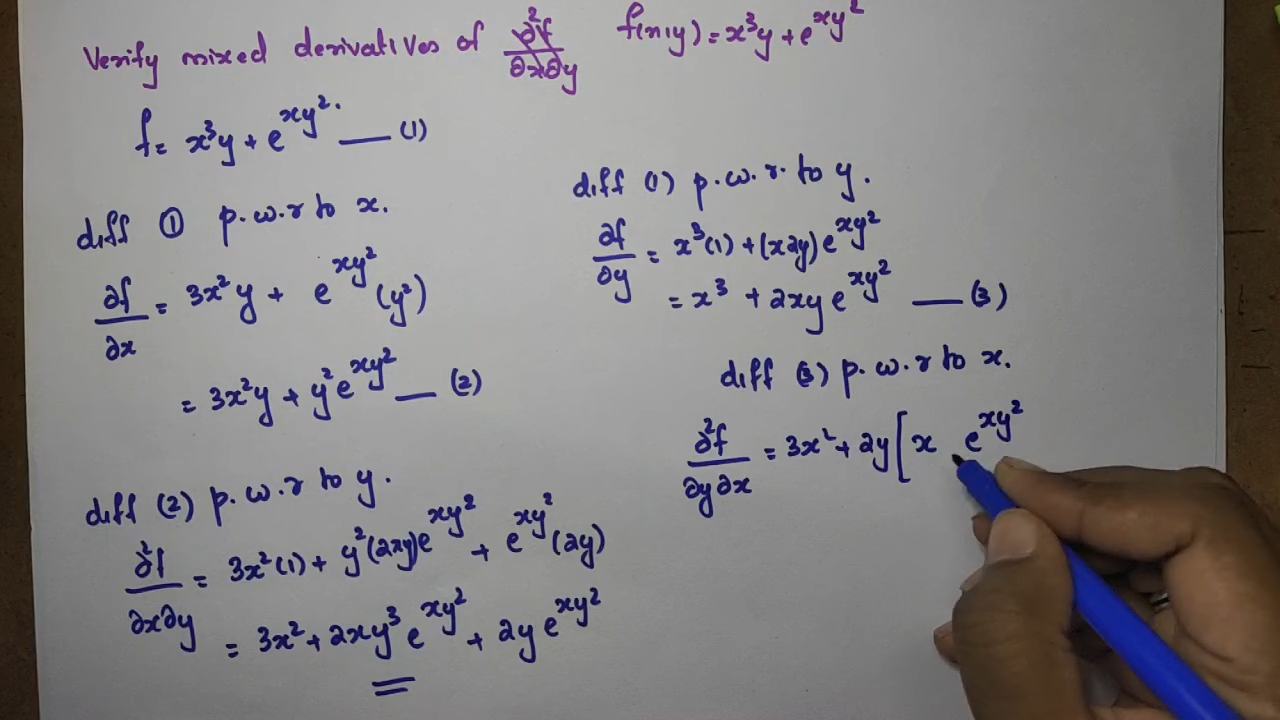 Verify mixed derivatives of ∂²f/∂x∂y f(x,y) = x³y + e^xy²
f = x³y + e^xy². — (1)
diff ① p.w.r to x.
∂f/∂x = 3x²y + e^xy² (y²)
= 3x²y + y²e^xy² — (2)
diff (2) p.w.r to y.
∂²f/∂x∂y = 3x²(1) + y²(2xy)e^xy² + e^xy² (2y)
= 3x² + 2xy³e^xy² + 2ye^xy²
diff (1) p.w.r. to y.
∂f/∂y = x³(1) + (x2y)e^xy²
= x³ + 2xye^xy² — (3)
diff (3) p.w.r to x.
∂²f/∂y∂x = 3x² + 2y[x e^xy²